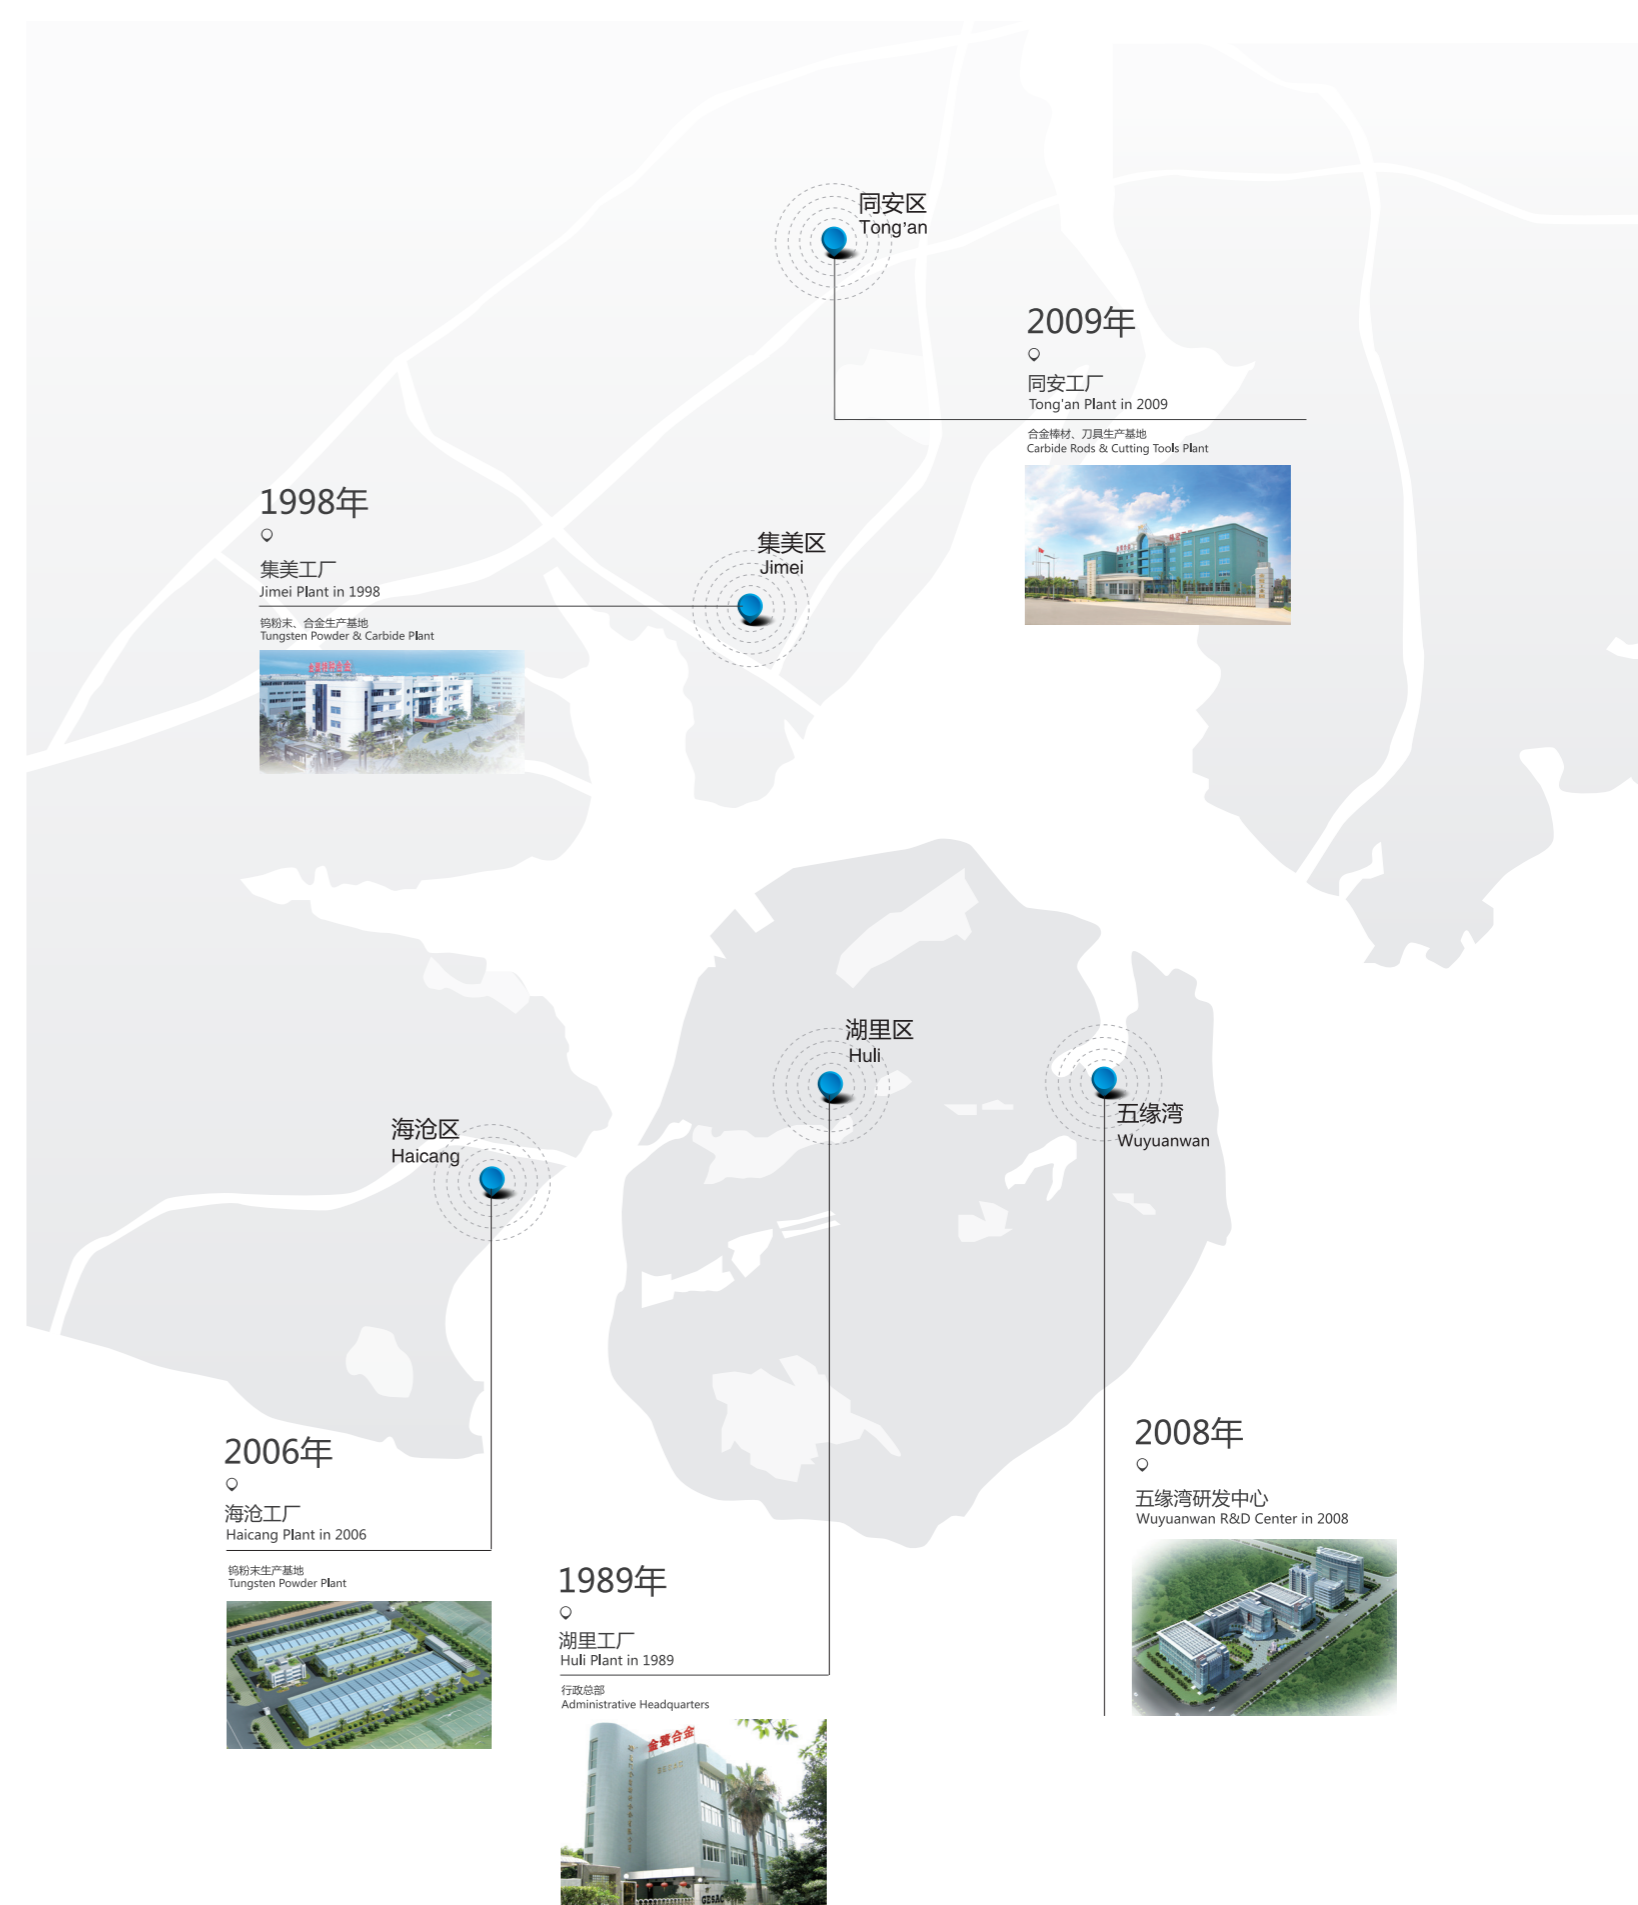 同安区
Tong'an
2009年
同安工厂
Tong'an Plant in 2009
合金棒材、刀具生产基地
Carbide Rods & Cutting Tools Plant
1998年
集美工厂
Jimei Plant in 1998
钨粉末、合金生产基地
Tungsten Powder & Carbide Plant
集美区
Jimei
湖里区
Huli
五缘湾
Wuyuanwan
海沧区
Haicang
2006年
海沧工厂
Haicang Plant in 2006
钨粉末生产基地
Tungsten Powder Plant
1989年
湖里工厂
Huli Plant in 1989
行政总部
Administrative Headquarters
金鹭合金
GESAC
2008年
五缘湾研发中心
Wuyuanwan R&D Center in 2008